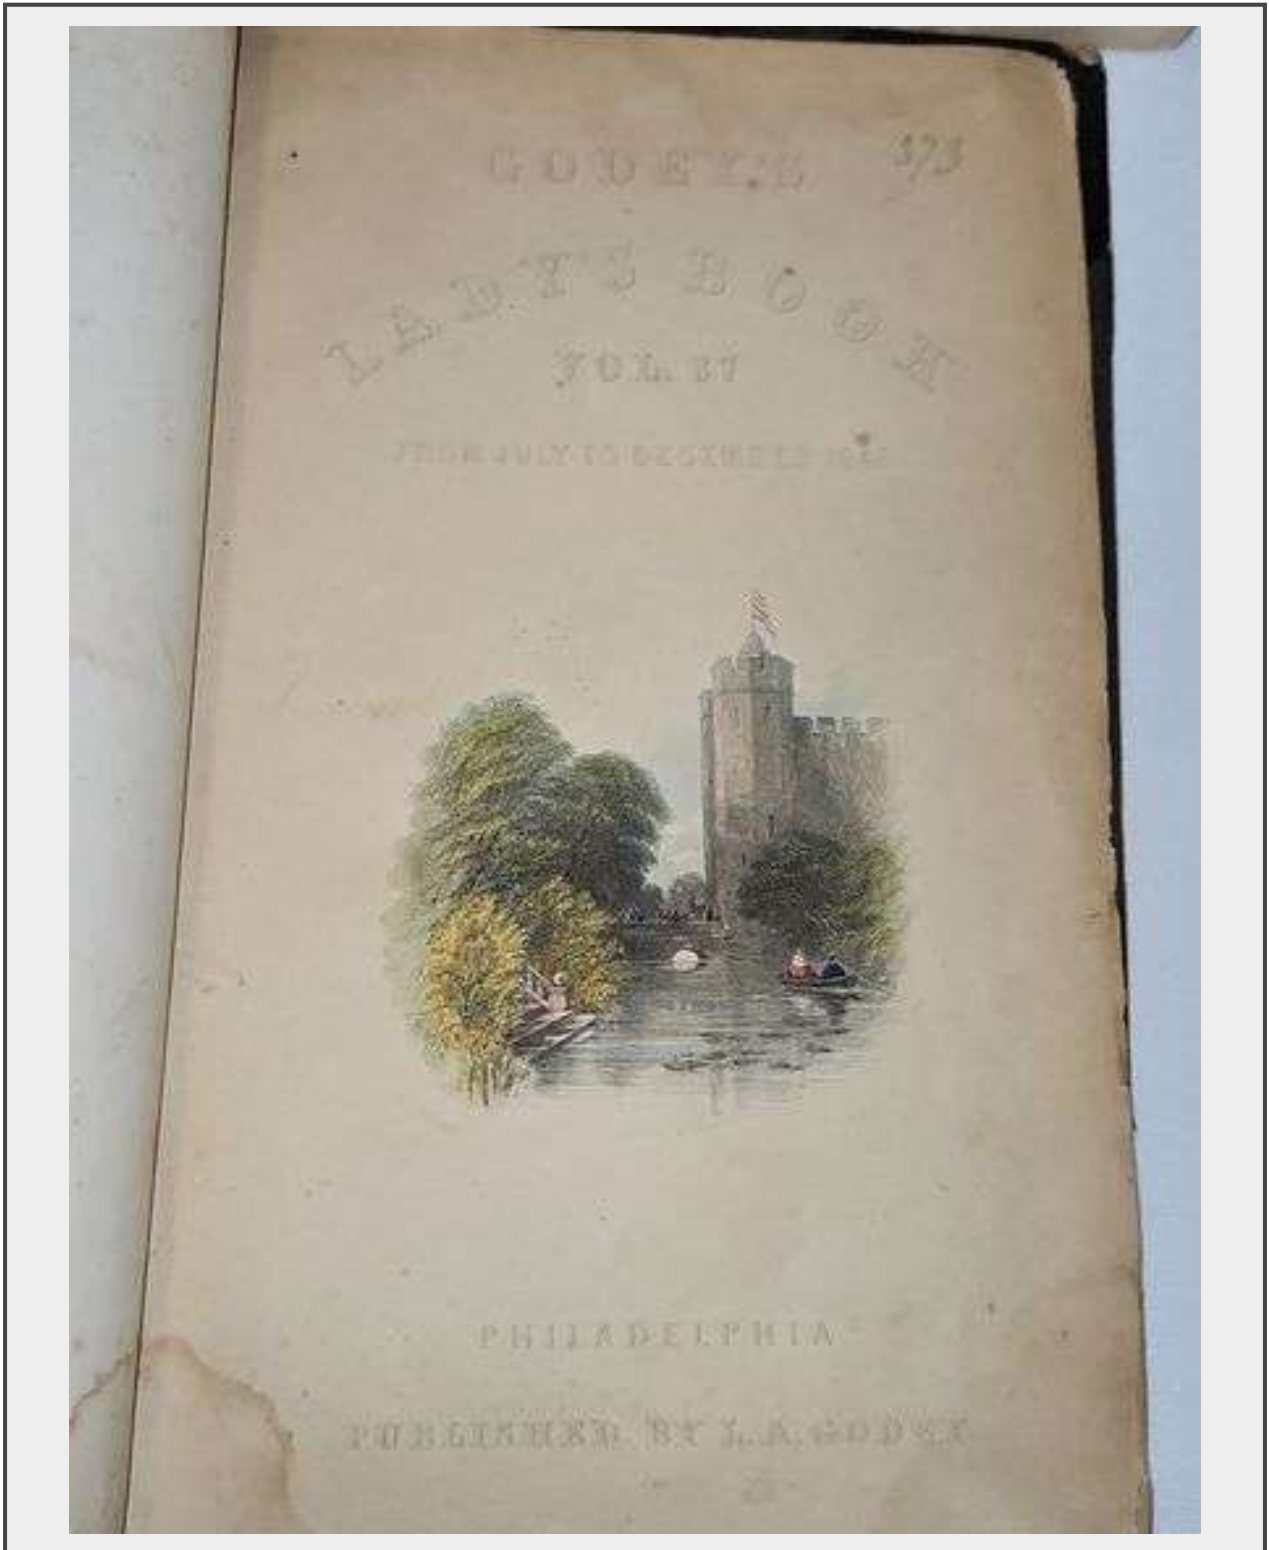 GODEY'S
LADY'S BOOK
VOL. 37
FROM JULY TO DECEMBER
PHILADELPHIA
PUBLISHED BY L. A. GODEY